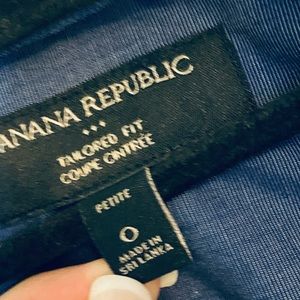 ANANA REPUBLIC
TAILORED FIT
COUPE CINTRÉE
PETITE
0
MADE IN
SRI LANKA